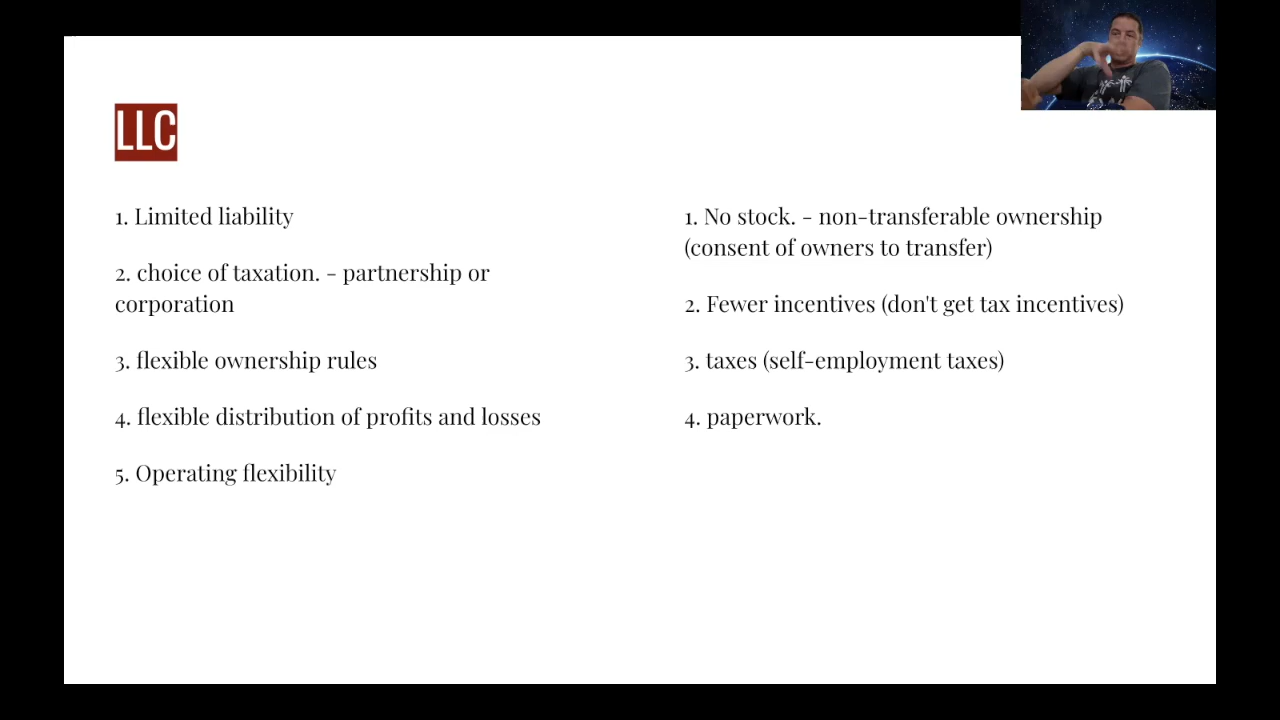 LLC
1. Limited liability
2. choice of taxation. - partnership or
corporation
3. flexible ownership rules
4. flexible distribution of profits and losses
5. Operating flexibility
1. No stock. - non-transferable ownership
(consent of owners to transfer)
2. Fewer incentives (don't get tax incentives)
3. taxes (self-employment taxes)
4. paperwork.